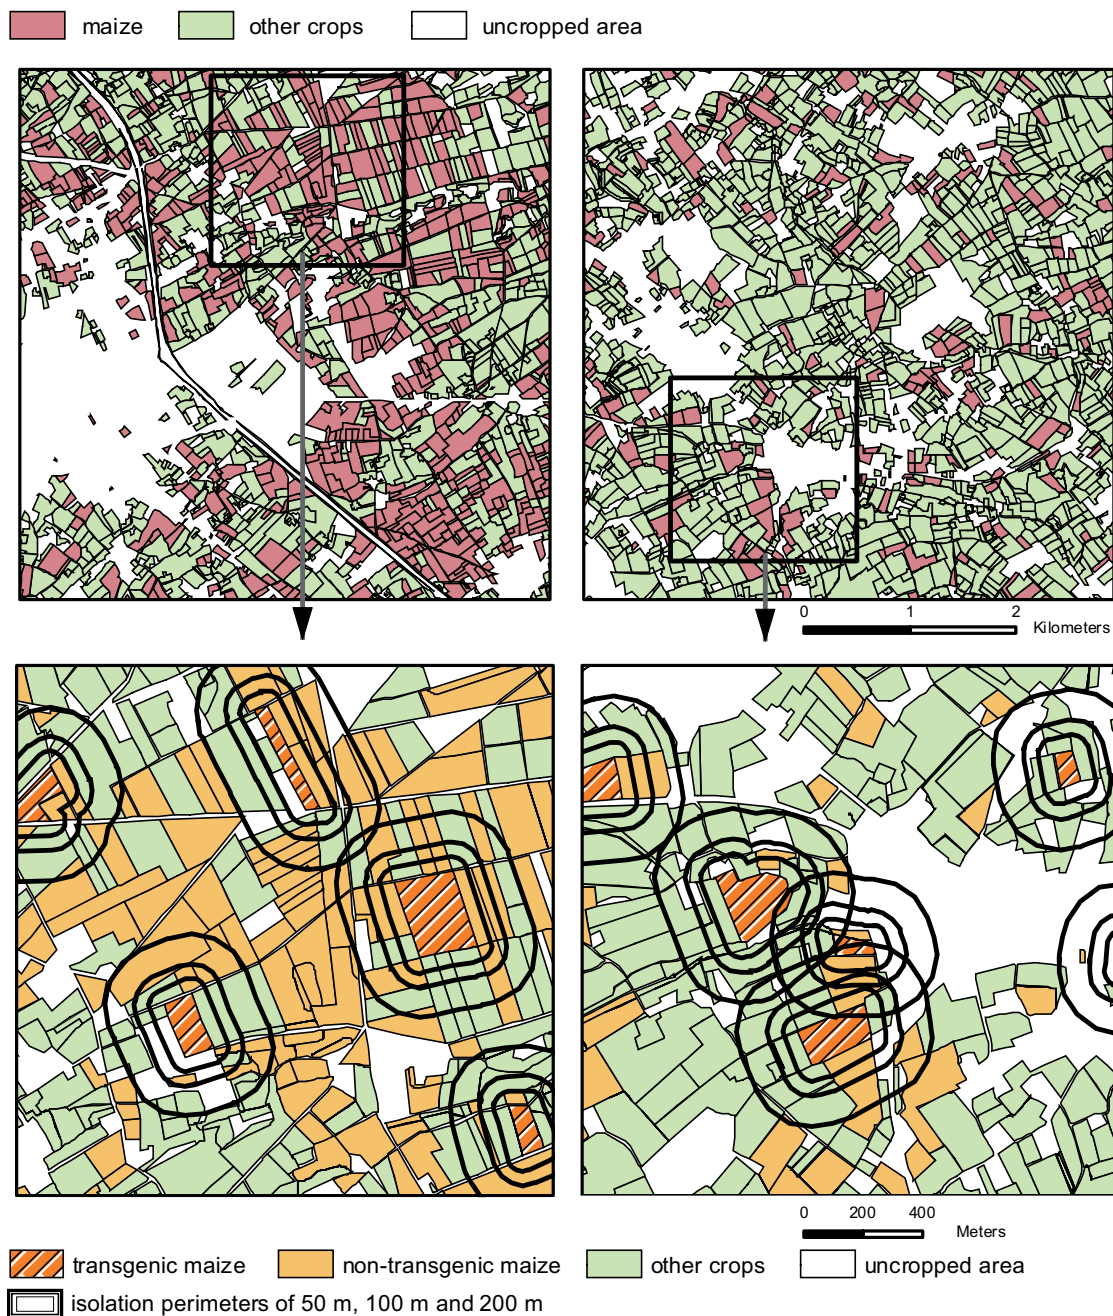 maize other crops uncropped area
0 1 2 Kilometers
0 200 400 Meters
transgenic maize non-transgenic maize other crops uncropped area
isolation perimeters of 50 m, 100 m and 200 m